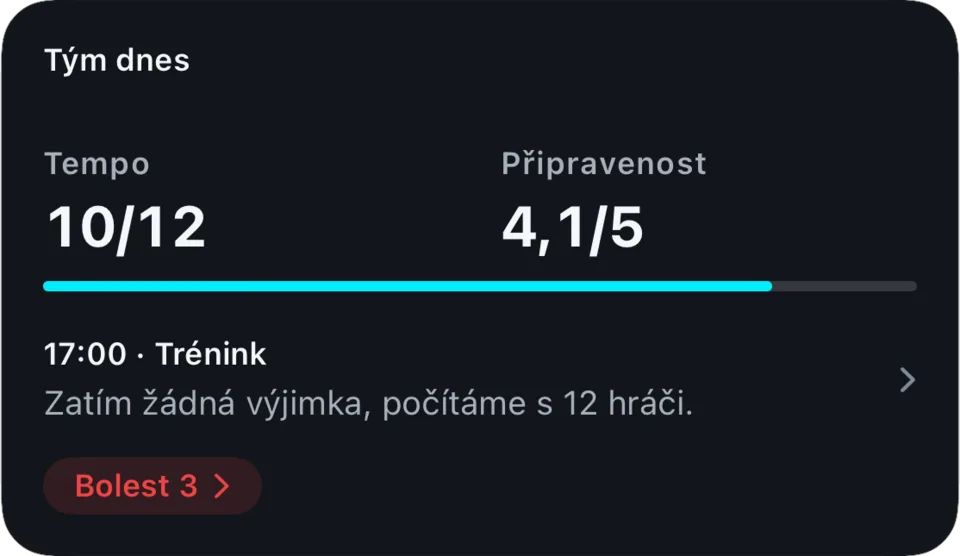 Tým dnes
Tempo
Připravenost
10/12
4,1/5
17:00 · Trénink
Zatím žádná výjimka, počítáme s 12 hráči.
Bolest 3